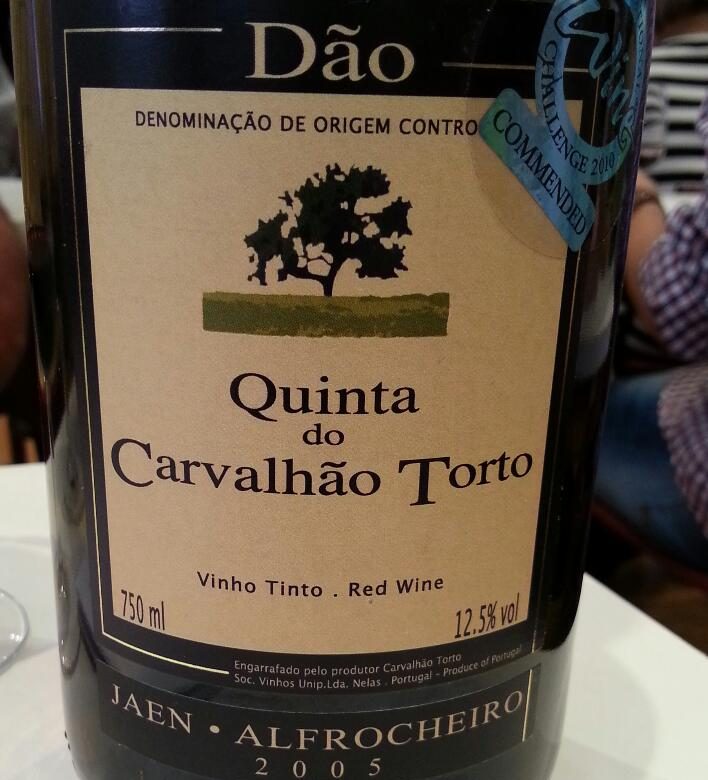 Dão
DENOMINAÇÃO DE ORIGEM CONTRO
Wine
CHALLENGE 2010
COMMENDED
Quinta
do
Carvalhão Torto
Vinho Tinto . Red Wine
750 ml
12.5% vol
Engarrafado pelo produtor Carvalhão Torto
Soc. Vinhos Unip.Lda. Nelas . Portugal - Produce of Portugal
JAEN • ALFROCHEIRO
2005